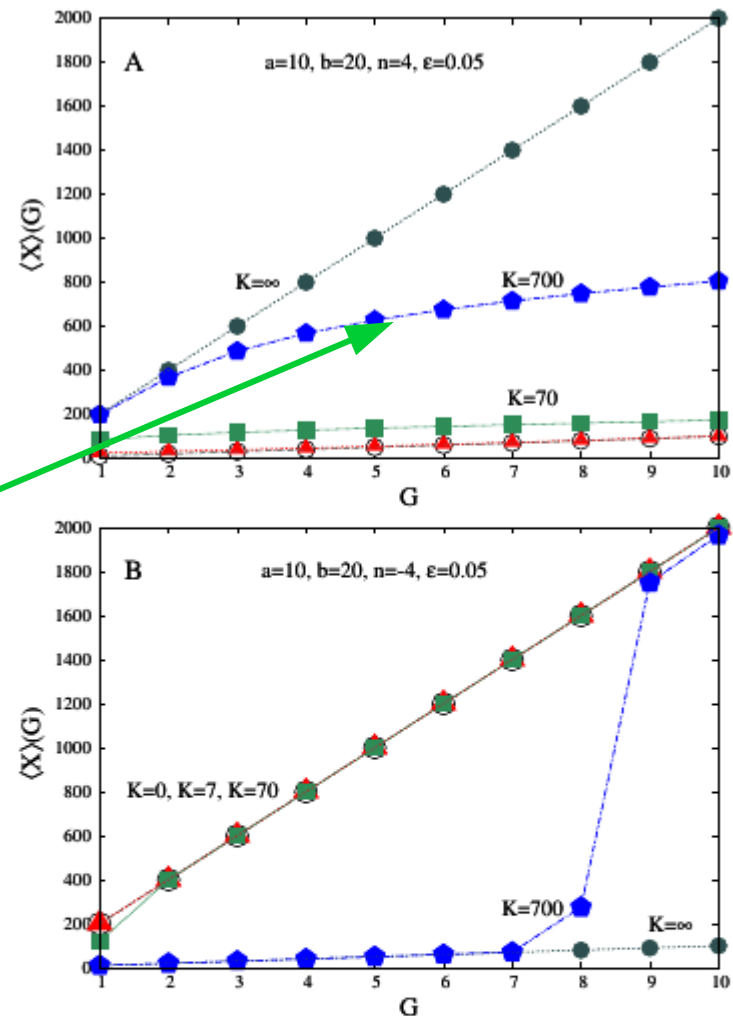 2000
A
a=10, b=20, n=4, ε=0.05
1800
1600
1400
1200
⟨X⟩(G)
1000
800
K=∞
K=700
600
400
K=70
200
0
1 2 3 4 5 6 7 8 9 10
G
2000
B
a=10, b=20, n=-4, ε=0.05
1800
1600
1400
1200
⟨X⟩(G)
1000
800
K=0, K=7, K=70
600
400
K=700
K=∞
200
0
1 2 3 4 5 6 7 8 9 10
G